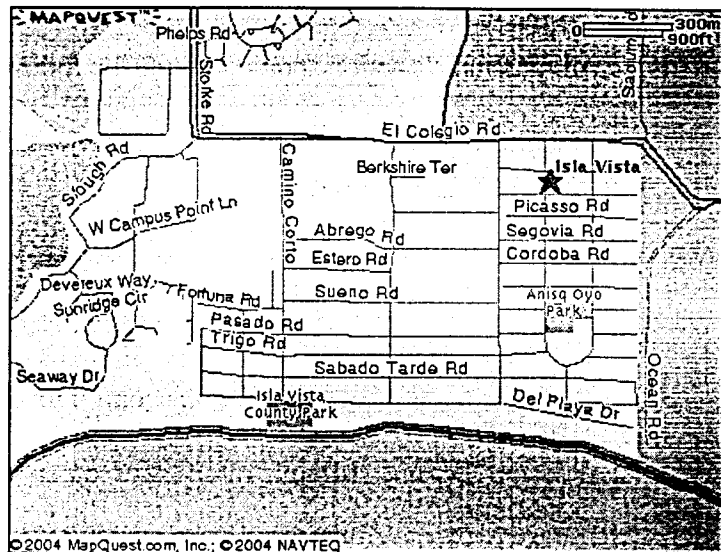 MAPQUEST™
0 300m
900ft
Phelps Rd
Storke Rd
Stadium
El Colegio Rd
Slough Rd
Camino Corto
Berkshire Ter
Isla Vista
W Campus Point Ln
Picasso Rd
Abrego Rd
Segovia Rd
Estero Rd
Cordoba Rd
Devereux Way
Fortuna Rd
Sueno Rd
Anisq Oyo
Park
Sunridge Cir
Pasado Rd
Trigo Rd
Sabado Tarde Rd
Seaway Dr
Isla Vista
County Park
Del Playa Dr
Ocean Rd
©2004 MapQuest.com, Inc.; ©2004 NAVTEQ